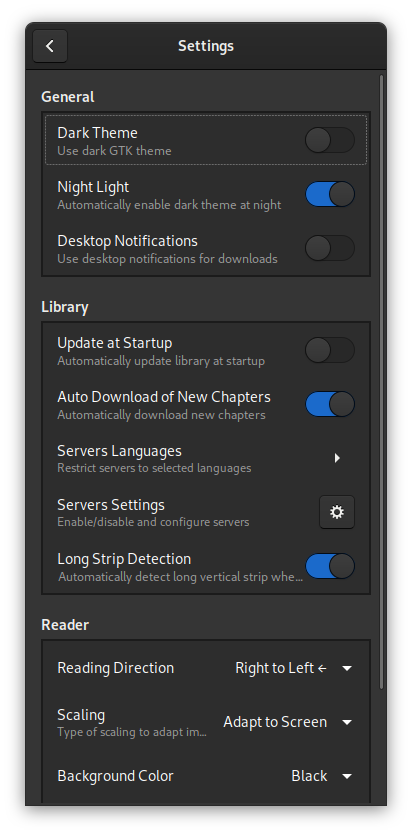 Settings
General
Dark Theme
Use dark GTK theme
Night Light
Automatically enable dark theme at night
Desktop Notifications
Use desktop notifications for downloads
Library
Update at Startup
Automatically update library at startup
Auto Download of New Chapters
Automatically download new chapters
Servers Languages
Restrict servers to selected languages
Servers Settings
Enable/disable and configure servers
Long Strip Detection
Automatically detect long vertical strip whe…
Reader
Reading Direction Right to Left ←
Scaling Adapt to Screen
Type of scaling to adapt im…
Background Color Black